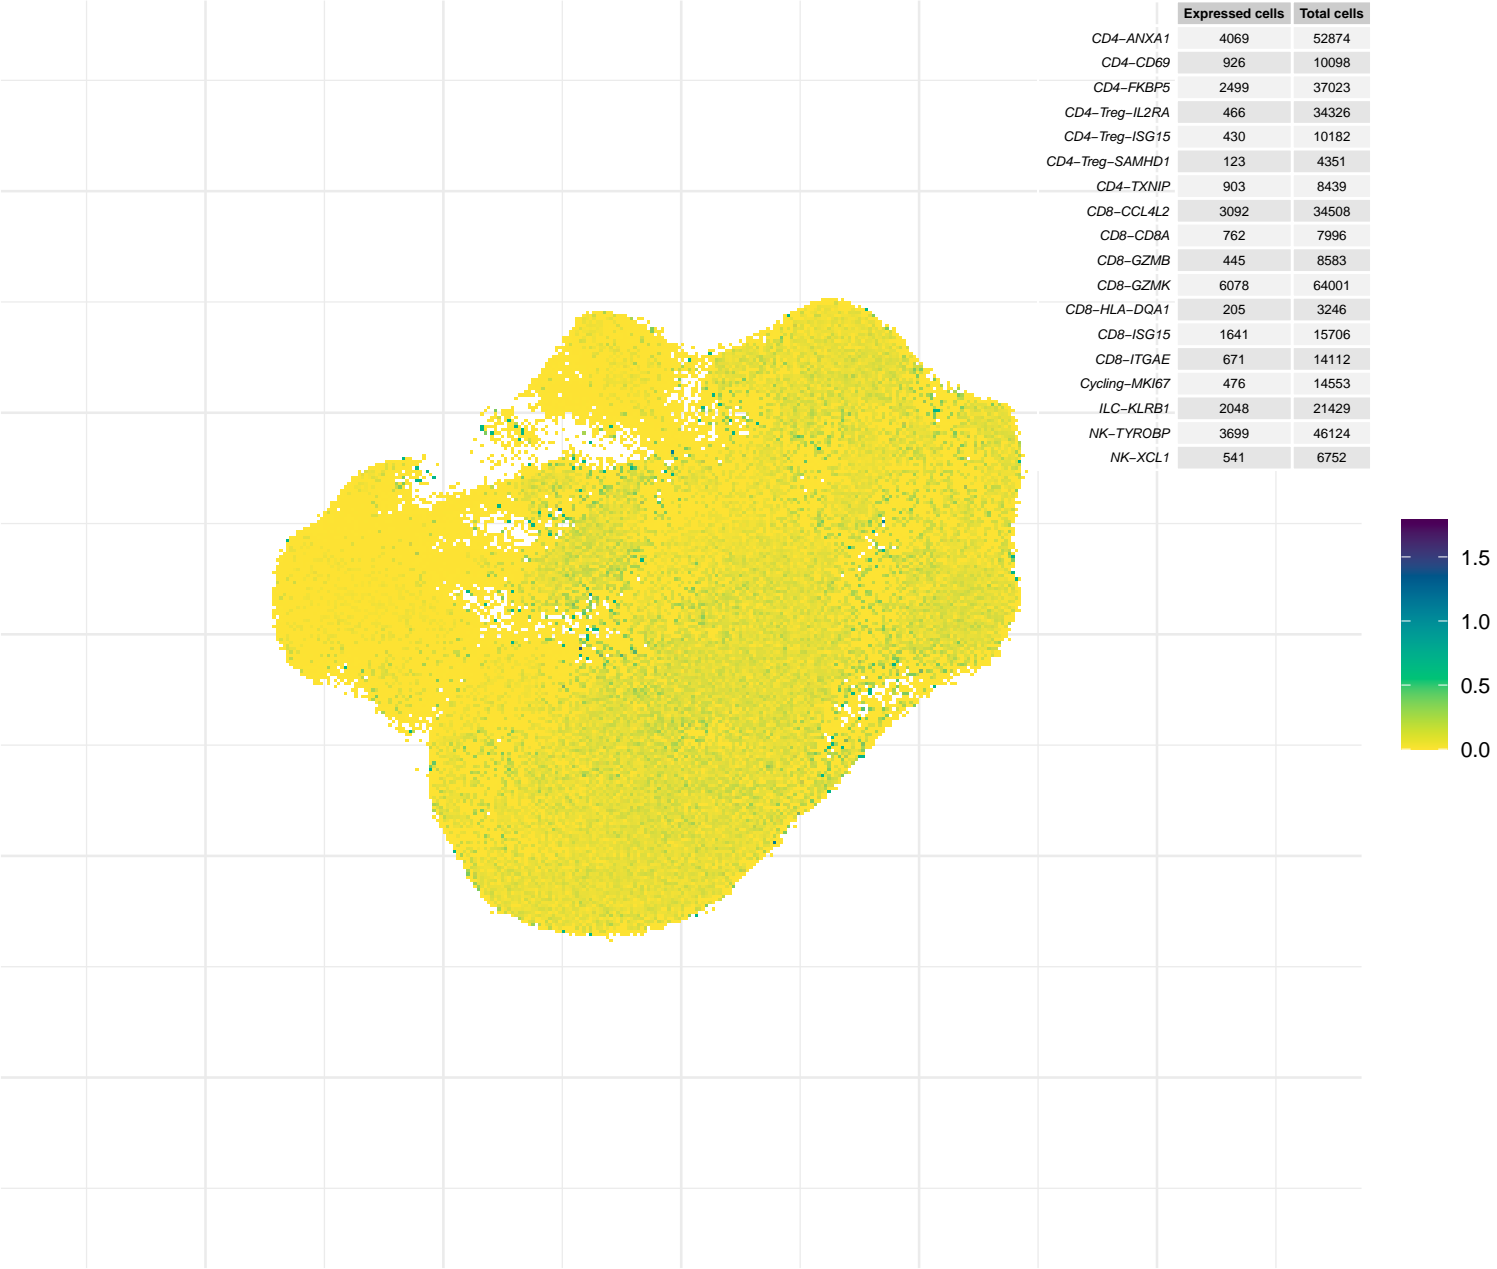 Expressed cells Total cells
CD4−ANXA1 4069 52874
CD4−CD69 926 10098
CD4−FKBP5 2499 37023
CD4−Treg−IL2RA 466 34326
CD4−Treg−ISG15 430 10182
CD4−Treg−SAMHD1 123 4351
CD4−TXNIP 903 8439
CD8−CCL4L2 3092 34508
CD8−CD8A 762 7996
CD8−GZMB 445 8583
CD8−GZMK 6078 64001
CD8−HLA−DQA1 205 3246
CD8−ISG15 1641 15706
CD8−ITGAE 671 14112
Cycling−MKI67 476 14553
ILC−KLRB1 2048 21429
NK−TYROBP 3699 46124
NK−XCL1 541 6752
1.5
1.0
0.5
0.0